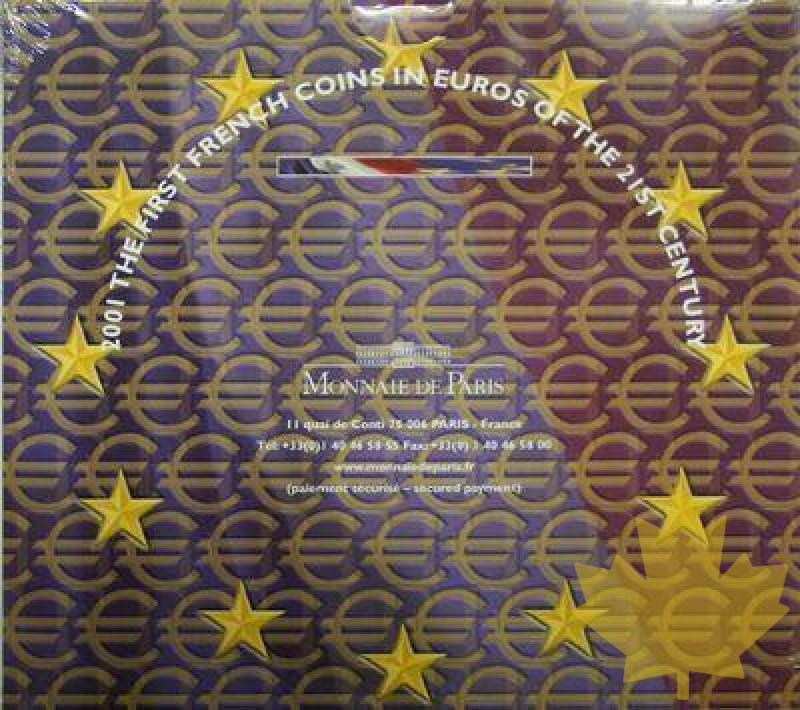 2001 THE FIRST FRENCH COINS IN EUROS OF THE 21ST CENTURY
MONNAIE DE PARIS
11 quai de Conti 75 006 PARIS - France
Tél: +33(0)1 40 46 58 55 Fax: +33(0) 1 40 46 58 00
www.monnaiedeparis.fr
(paiement sécurisé – secured payment)